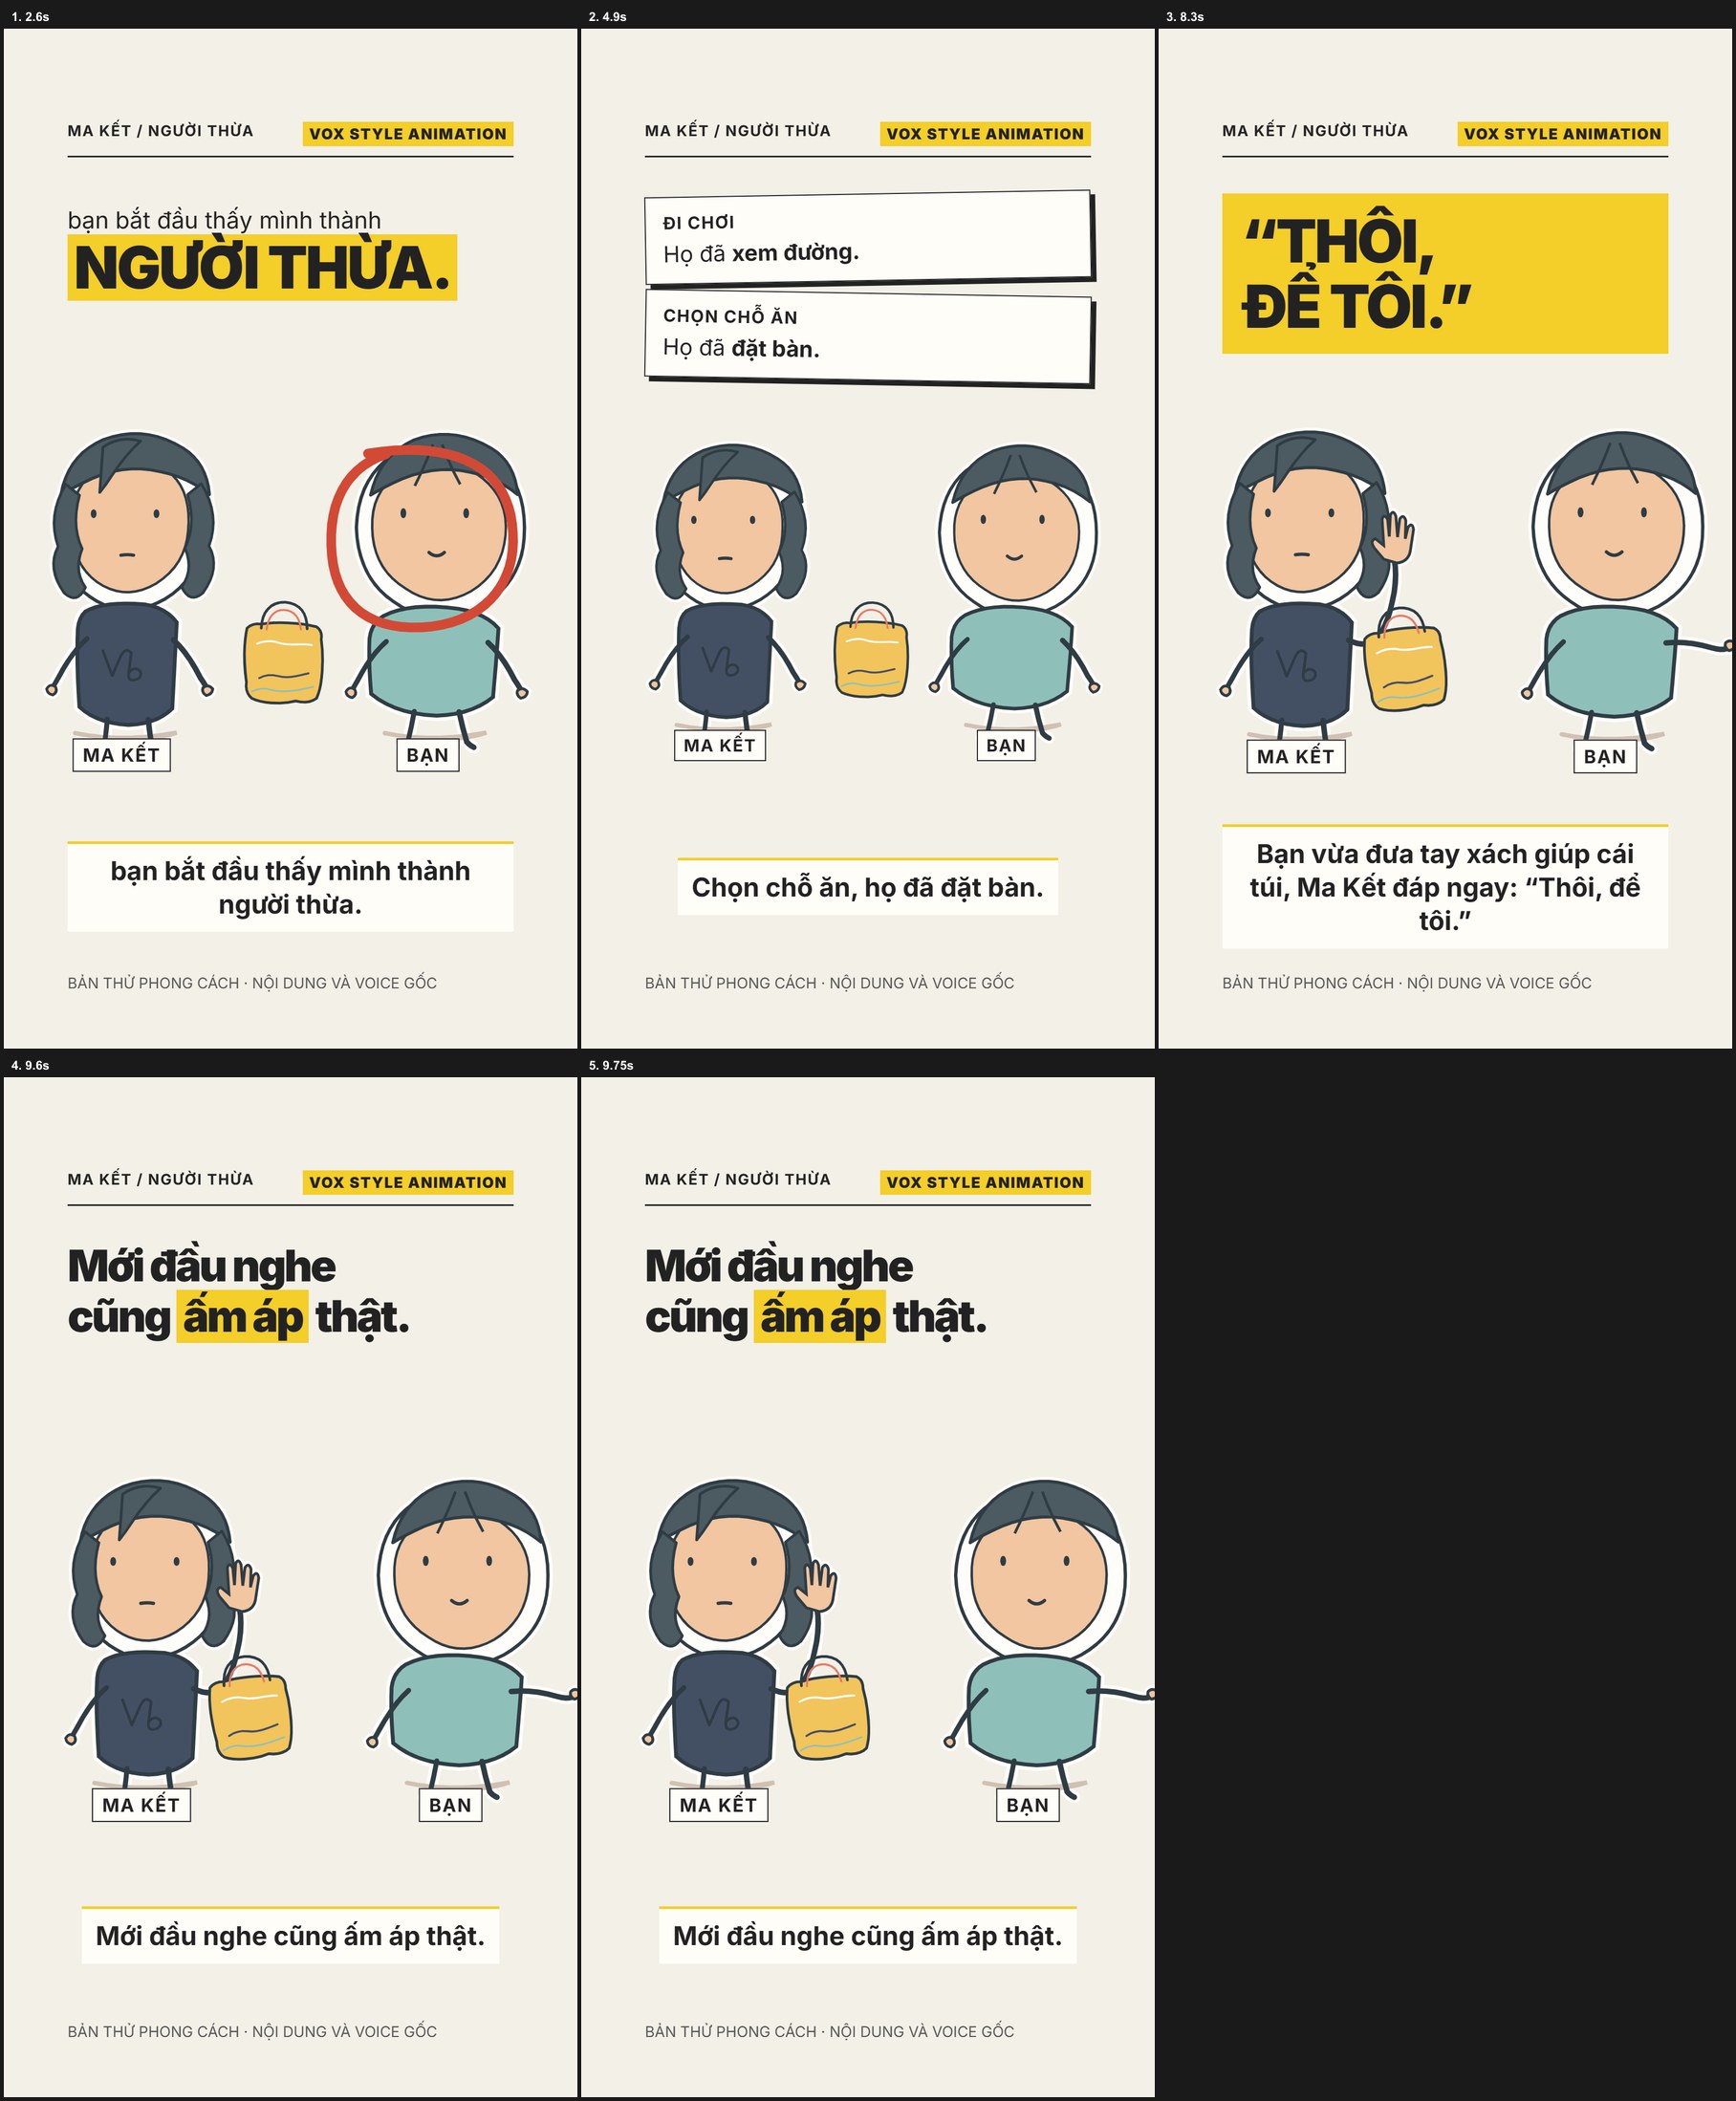 1. 2.6s
MA KẾT / NGƯỜI THỪA
VOX STYLE ANIMATION
bạn bắt đầu thấy mình thành
NGƯỜI THỪA.
MA KẾT
BẠN
bạn bắt đầu thấy mình thành
người thừa.
BẢN THỬ PHONG CÁCH · NỘI DUNG VÀ VOICE GỐC
2. 4.9s
MA KẾT / NGƯỜI THỪA
VOX STYLE ANIMATION
ĐI CHƠI
Họ đã xem đường.
CHỌN CHỖ ĂN
Họ đã đặt bàn.
MA KẾT
BẠN
Chọn chỗ ăn, họ đã đặt bàn.
BẢN THỬ PHONG CÁCH · NỘI DUNG VÀ VOICE GỐC
3. 8.3s
MA KẾT / NGƯỜI THỪA
VOX STYLE ANIMATION
“THÔI,
ĐỂ TÔI.”
MA KẾT
BẠN
Bạn vừa đưa tay xách giúp cái
túi, Ma Kết đáp ngay: “Thôi, để
tôi.”
BẢN THỬ PHONG CÁCH · NỘI DUNG VÀ VOICE GỐC
4. 9.6s
MA KẾT / NGƯỜI THỪA
VOX STYLE ANIMATION
Mới đầu nghe
cũng ấm áp thật.
MA KẾT
BẠN
Mới đầu nghe cũng ấm áp thật.
BẢN THỬ PHONG CÁCH · NỘI DUNG VÀ VOICE GỐC
5. 9.75s
MA KẾT / NGƯỜI THỪA
VOX STYLE ANIMATION
Mới đầu nghe
cũng ấm áp thật.
MA KẾT
BẠN
Mới đầu nghe cũng ấm áp thật.
BẢN THỬ PHONG CÁCH · NỘI DUNG VÀ VOICE GỐC